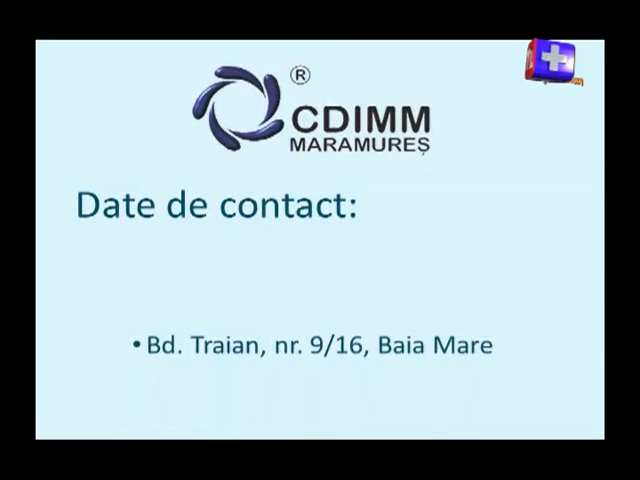 ®
CDIMM
MARAMUREȘ
Date de contact:
• Bd. Traian, nr. 9/16, Baia Mare